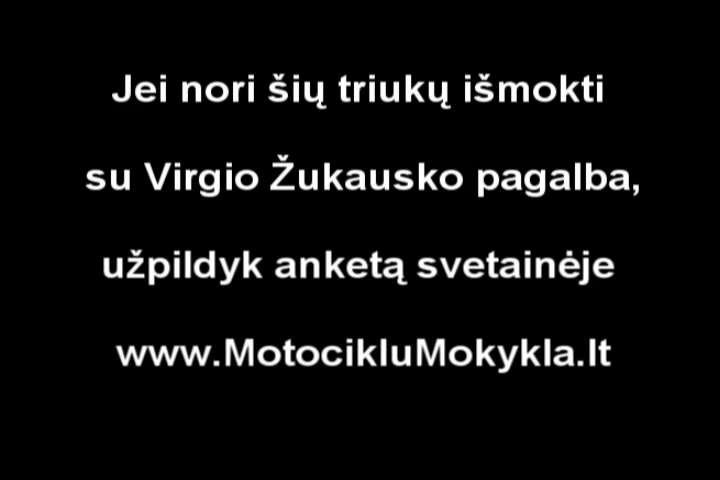 Jei nori šių triukų išmokti
su Virgio Žukausko pagalba,
užpildyk anketą svetainėje
www.MotocikluMokykla.lt